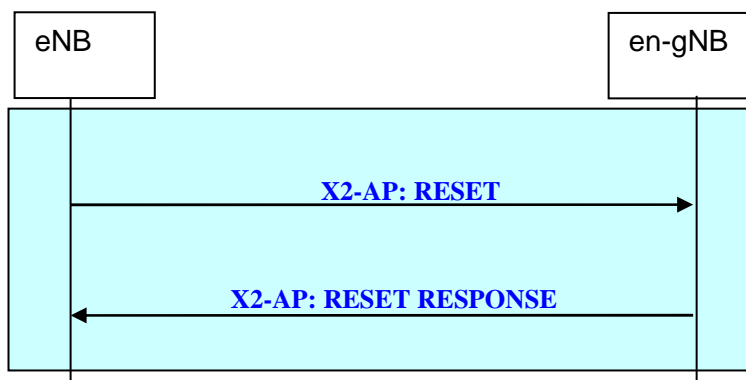 eNB
en-gNB
X2-AP: RESET
X2-AP: RESET RESPONSE